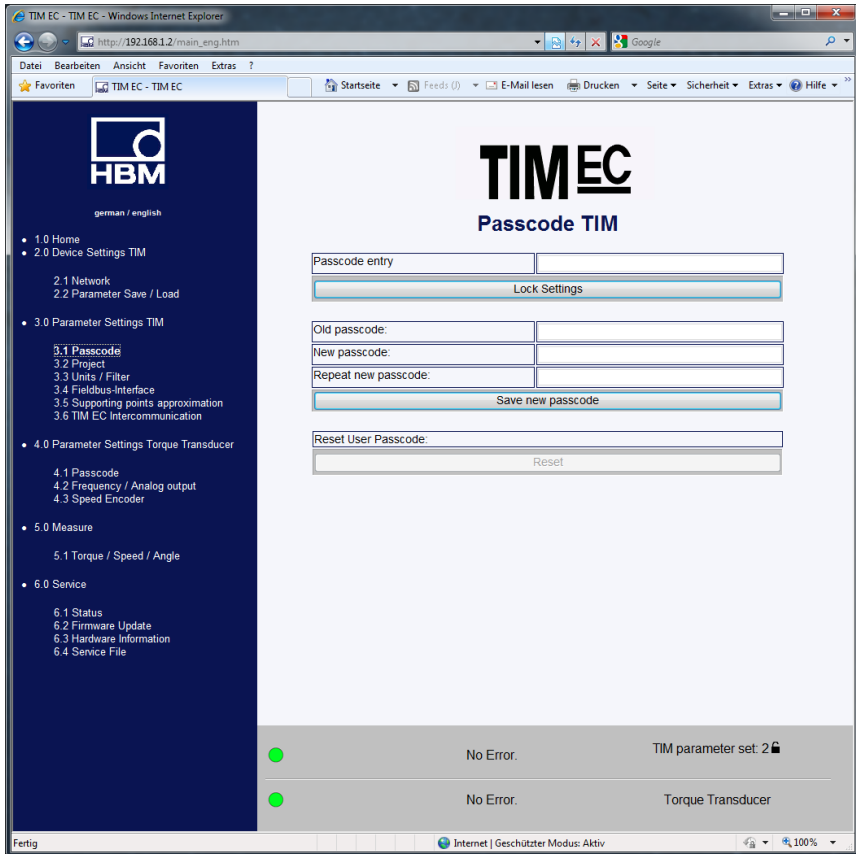 TIM EC - TIM EC - Windows Internet Explorer
http://192.168.1.2/main_eng.htm
Google
Datei Bearbeiten Ansicht Favoriten Extras ?
Favoriten TIM EC - TIM EC Startseite Feeds (J) E-Mail lesen Drucken Seite Sicherheit Extras Hilfe
HBM
german / english
1.0 Home
2.0 Device Settings TIM
2.1 Network
2.2 Parameter Save / Load
3.0 Parameter Settings TIM
3.1 Passcode
3.2 Project
3.3 Units / Filter
3.4 Fieldbus-Interface
3.5 Supporting points approximation
3.6 TIM EC Intercommunication
4.0 Parameter Settings Torque Transducer
4.1 Passcode
4.2 Frequency / Analog output
4.3 Speed Encoder
5.0 Measure
5.1 Torque / Speed / Angle
6.0 Service
6.1 Status
6.2 Firmware Update
6.3 Hardware Information
6.4 Service File
TIM EC
Passcode TIM
Passcode entry
Lock Settings
Old passcode:
New passcode:
Repeat new passcode:
Save new passcode
Reset User Passcode:
Reset
No Error. TIM parameter set: 2
No Error. Torque Transducer
Fertig Internet | Geschützter Modus: Aktiv 100%